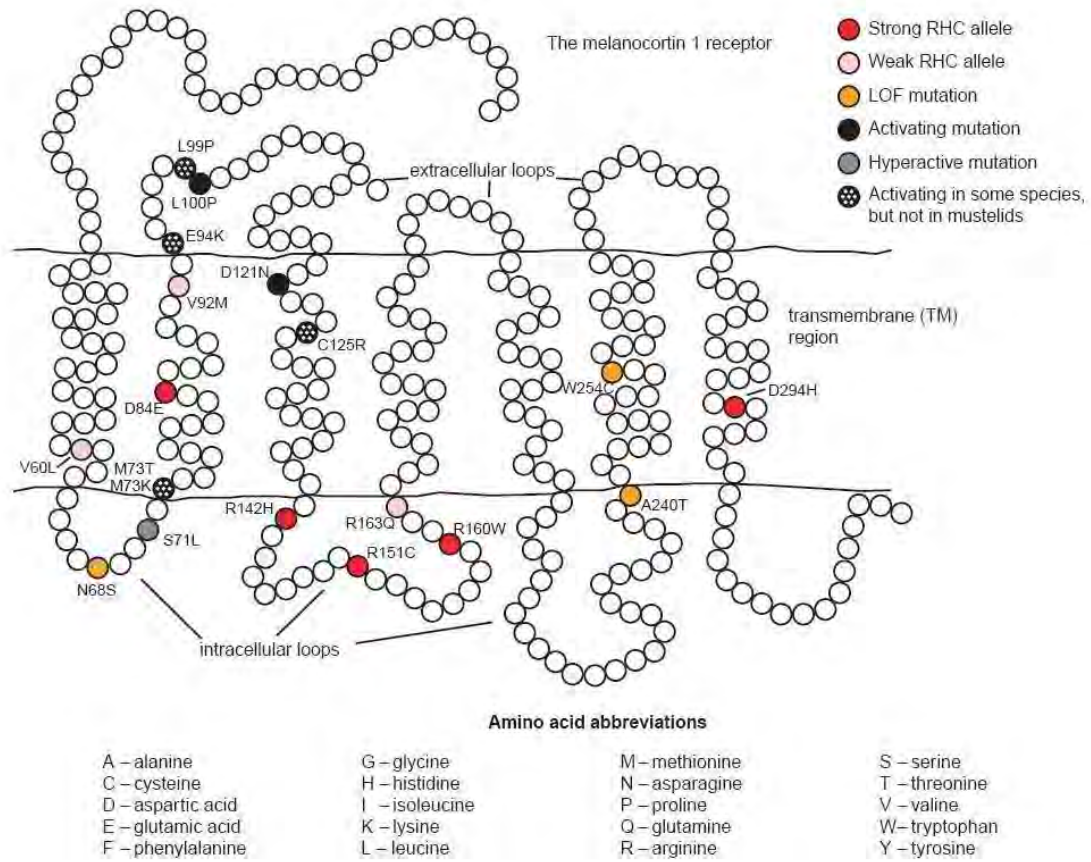 The melanocortin 1 receptor
Strong RHC allele
Weak RHC allele
LOF mutation
Activating mutation
Hyperactive mutation
Activating in some species,
but not in mustelids
L99P
L100P
extracellular loops
E94K
D121N
V92M
transmembrane (TM)
region
C125R
W254C
D294H
D84E
V60L
M73T
M73K
R142H
R163Q
R160W
A240T
S71L
R151C
N68S
intracellular loops
Amino acid abbreviations
A – alanine
C – cysteine
D – aspartic acid
E – glutamic acid
F – phenylalanine
G – glycine
H – histidine
I – isoleucine
K – lysine
L – leucine
M – methionine
N – asparagine
P – proline
Q – glutamine
R – arginine
S – serine
T – threonine
V – valine
W – tryptophan
Y – tyrosine